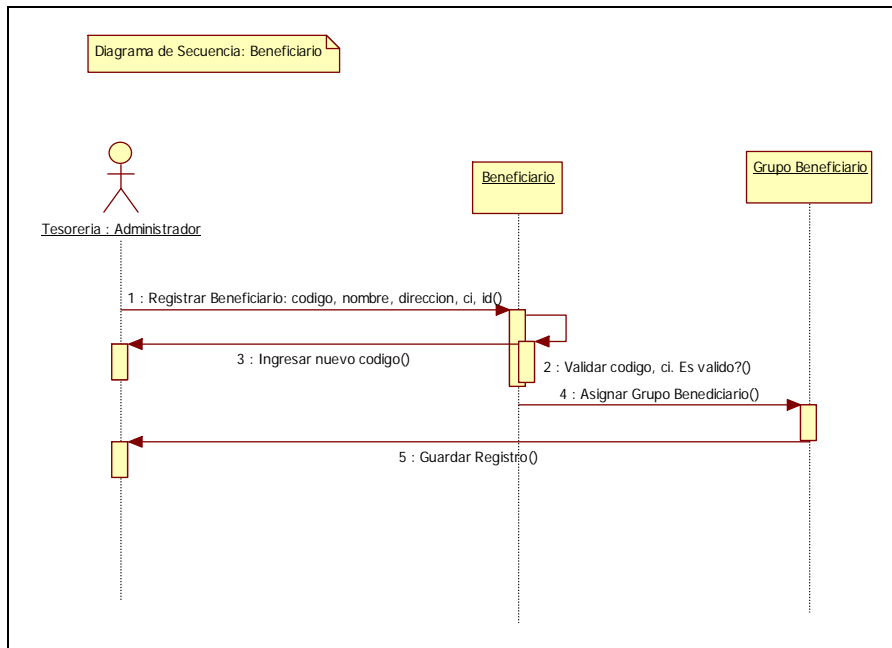 Diagrama de Secuencia: Beneficiario
Beneficiario
Grupo Beneficiario
Tesoreria : Administrador
1 : Registrar Beneficiario: codigo, nombre, direccion, ci, id()
3 : Ingresar nuevo codigo()
2 : Validar codigo, ci. Es valido?()
4 : Asignar Grupo Benediciario()
5 : Guardar Registro()